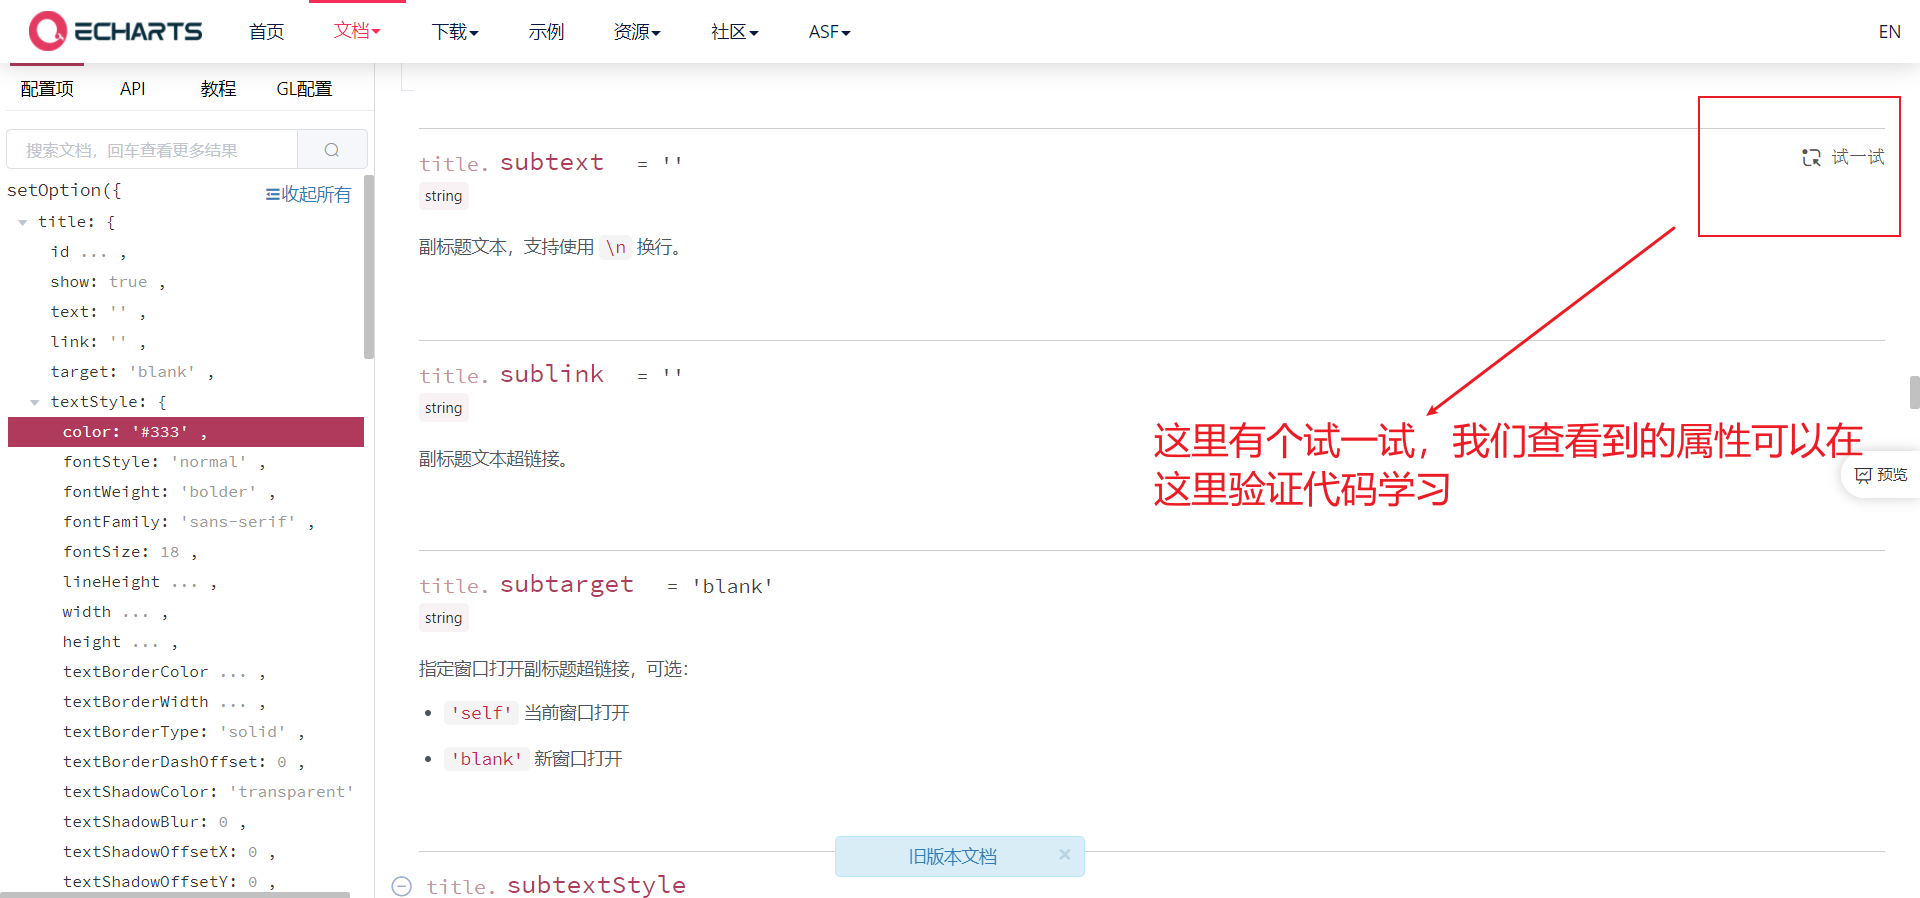 ECHARTS 首页 文档 下载 示例 资源 社区 ASF EN
配置项 API 教程 GL配置
搜索文档，回车查看更多结果
setOption({ 收起所有
title: {
id ... ,
show: true ,
text: '' ,
link: '' ,
target: 'blank' ,
textStyle: {
color: '#333' ,
fontStyle: 'normal' ,
fontWeight: 'bolder' ,
fontFamily: 'sans-serif' ,
fontSize: 18 ,
lineHeight ... ,
width ... ,
height ... ,
textBorderColor ... ,
textBorderWidth ... ,
textBorderType: 'solid' ,
textBorderDashOffset: 0 ,
textShadowColor: 'transparent'
textShadowBlur: 0 ,
textShadowOffsetX: 0 ,
textShadowOffsetY: 0 ,
title. subtext = ''
试一试
string
副标题文本，支持使用 \n 换行。
title. sublink = ''
string
副标题文本超链接。
这里有个试一试，我们查看到的属性可以在
这里验证代码学习
预览
title. subtarget = 'blank'
string
指定窗口打开副标题超链接，可选：
• 'self' 当前窗口打开
• 'blank' 新窗口打开
旧版本文档 ×
title. subtextStyle